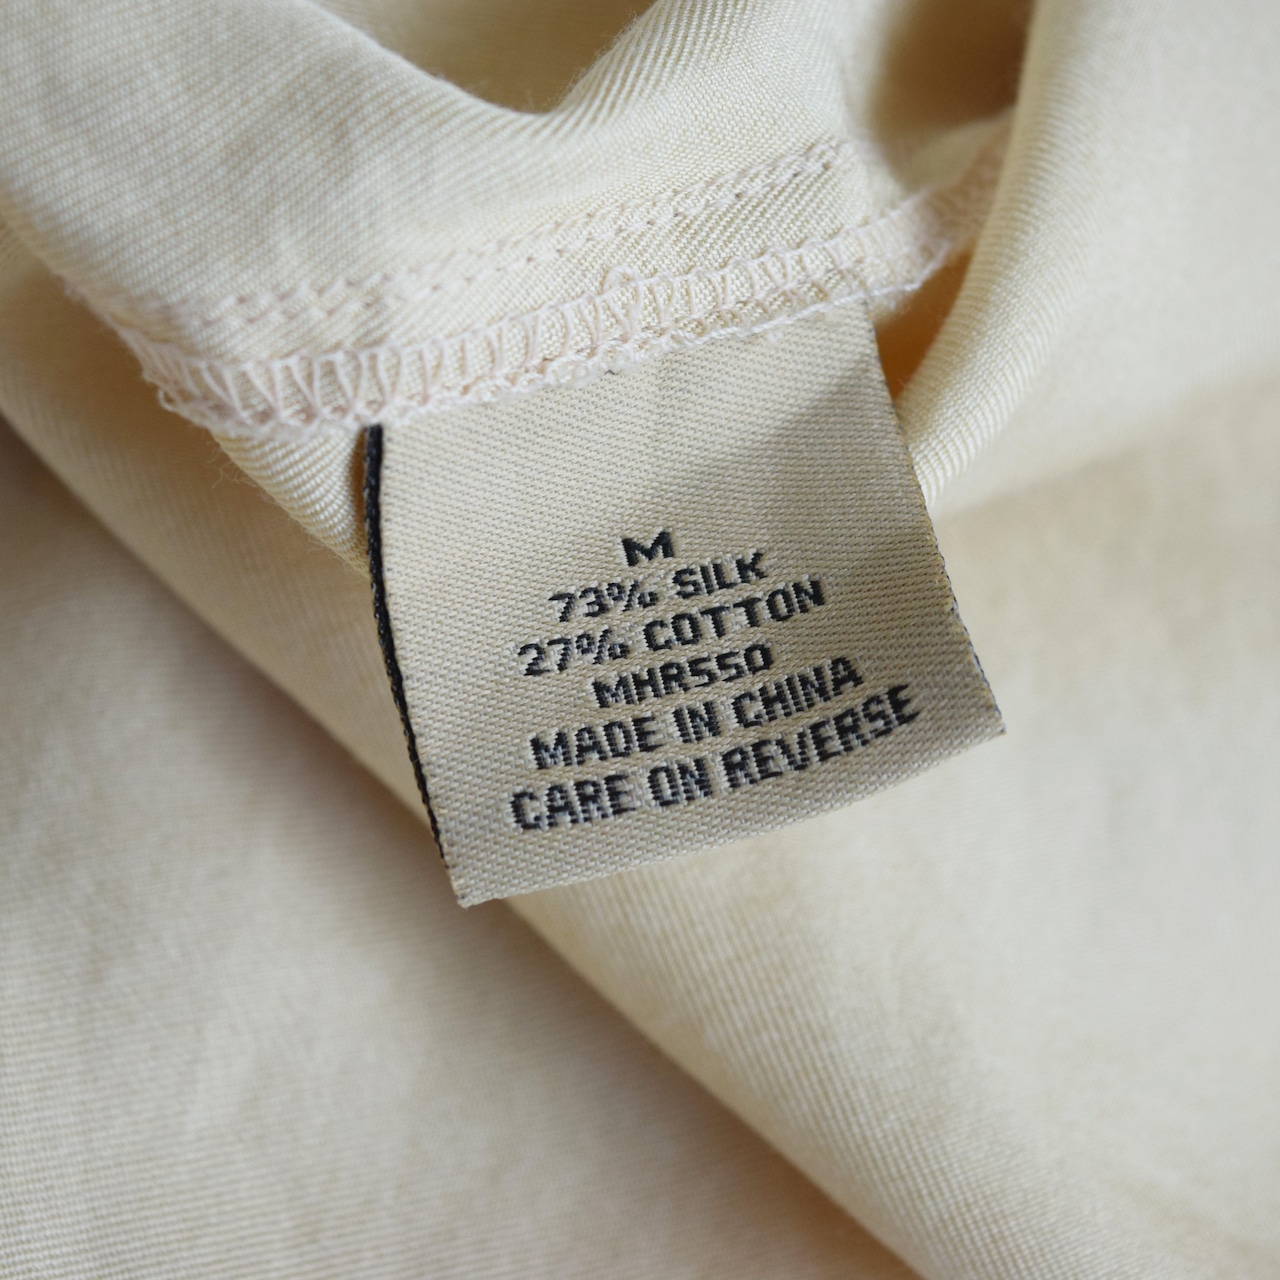 M
73% SILK
27% COTTON
MHR550
MADE IN CHINA
CARE ON REVERSE